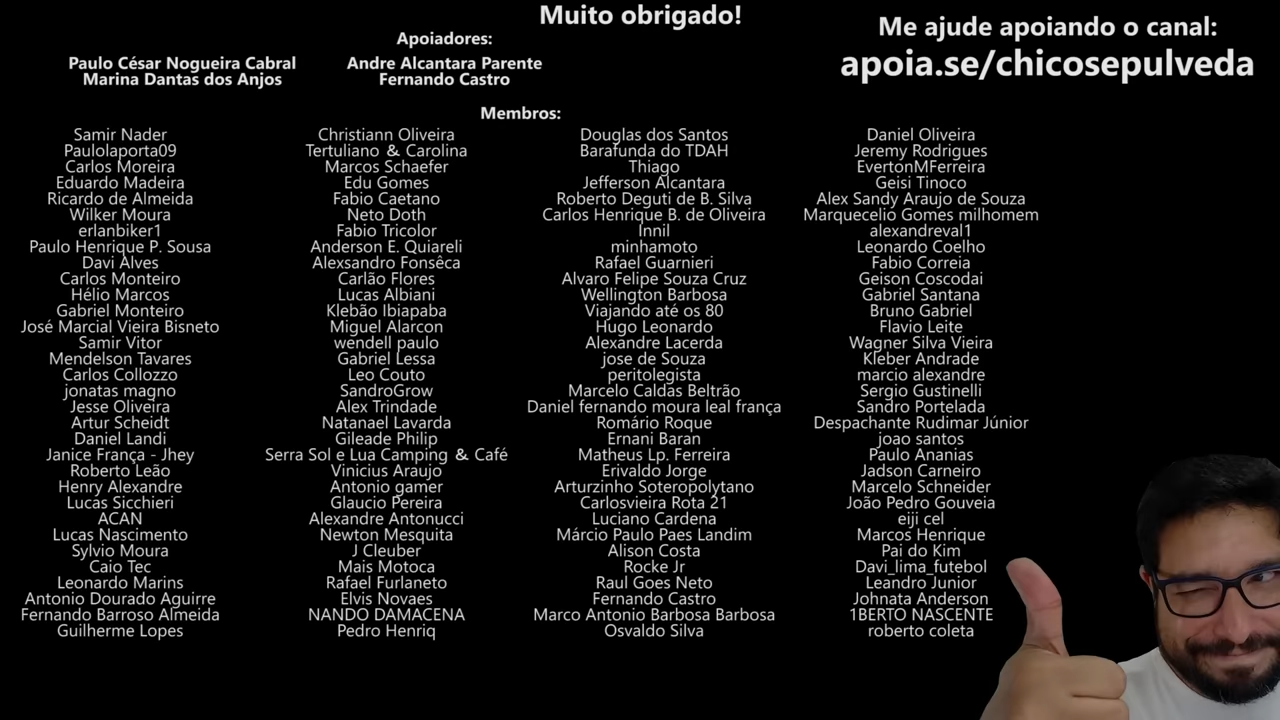 Muito obrigado!
Me ajude apoiando o canal:
apoia.se/chicosepulveda
Apoiadores:
Paulo César Nogueira Cabral
Marina Dantas dos Anjos
Andre Alcantara Parente
Fernando Castro
Membros:
Samir Nader
Paulolaporta09
Carlos Moreira
Eduardo Madeira
Ricardo de Almeida
Wilker Moura
erlanbiker1
Paulo Henrique P. Sousa
Davi Alves
Carlos Monteiro
Hélio Marcos
Gabriel Monteiro
José Marcial Vieira Bisneto
Samir Vitor
Mendelson Tavares
Carlos Collozzo
jonatas magno
Jesse Oliveira
Artur Scheidt
Daniel Landi
Janice França - Jhey
Roberto Leão
Henry Alexandre
Lucas Sicchieri
ACAN
Lucas Nascimento
Sylvio Moura
Caio Tec
Leonardo Marins
Antonio Dourado Aguirre
Fernando Barroso Almeida
Guilherme Lopes
Christiann Oliveira
Tertuliano & Carolina
Marcos Schaefer
Edu Gomes
Fabio Caetano
Neto Doth
Fabio Tricolor
Anderson E. Quiareli
Alexsandro Fonsêca
Carlão Flores
Lucas Albiani
Klebão Ibiapaba
Miguel Alarcon
wendell paulo
Gabriel Lessa
Leo Couto
SandroGrow
Alex Trindade
Natanael Lavarda
Gileade Philip
Serra Sol e Lua Camping & Café
Vinicius Araujo
Antonio gamer
Glaucio Pereira
Alexandre Antonucci
Newton Mesquita
J Cleuber
Mais Motoca
Rafael Furlaneto
Elvis Novaes
NANDO DAMACENA
Pedro Henriq
Douglas dos Santos
Barafunda do TDAH
Thiago
Jefferson Alcantara
Roberto Deguti de B. Silva
Carlos Henrique B. de Oliveira
Innil
minhamoto
Rafael Guarnieri
Alvaro Felipe Souza Cruz
Wellington Barbosa
Viajando até os 80
Hugo Leonardo
Alexandre Lacerda
jose de Souza
peritolegista
Marcelo Caldas Beltrão
Daniel fernando moura leal frança
Romário Roque
Ernani Baran
Matheus Lp. Ferreira
Erivaldo Jorge
Arturzinho Soteropolytano
Carlosvieira Rota 21
Luciano Cardena
Márcio Paulo Paes Landim
Alison Costa
Rocke Jr
Raul Goes Neto
Fernando Castro
Marco Antonio Barbosa Barbosa
Osvaldo Silva
Daniel Oliveira
Jeremy Rodrigues
EvertonMFerreira
Geisi Tinoco
Alex Sandy Araujo de Souza
Marquecelio Gomes milhomem
alexandreval1
Leonardo Coelho
Fabio Correia
Geison Coscodai
Gabriel Santana
Bruno Gabriel
Flavio Leite
Wagner Silva Vieira
Kleber Andrade
marcio alexandre
Sergio Gustinelli
Sandro Portelada
Despachante Rudimar Júnior
joao santos
Paulo Ananias
Jadson Carneiro
Marcelo Schneider
João Pedro Gouveia
eiji cel
Marcos Henrique
Pai do Kim
Davi_lima_futebol
Leandro Junior
Johnata Anderson
1BERTO NASCENTE
roberto coleta